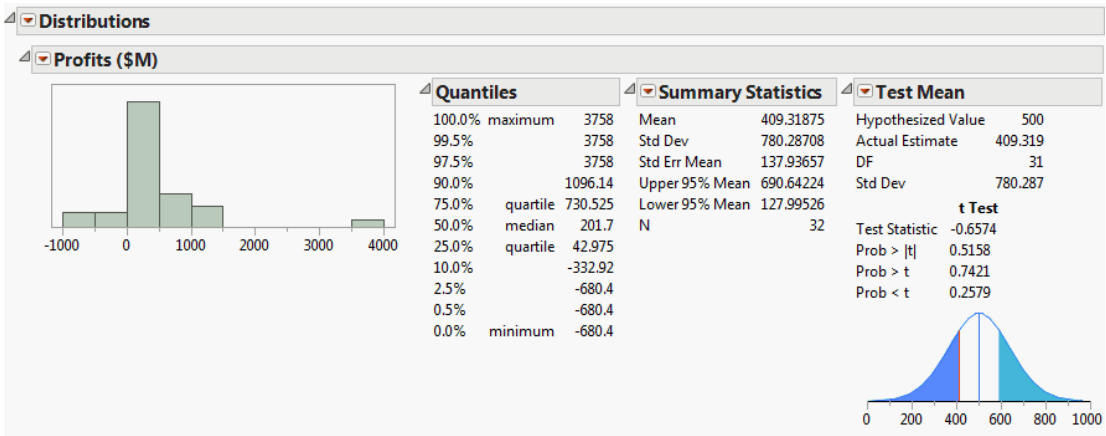 Distributions
Profits ($M)
-1000 0 1000 2000 3000 4000
Quantiles
100.0% maximum 3758
99.5% 3758
97.5% 3758
90.0% 1096.14
75.0% quartile 730.525
50.0% median 201.7
25.0% quartile 42.975
10.0% -332.92
2.5% -680.4
0.5% -680.4
0.0% minimum -680.4
Summary Statistics
Mean 409.31875
Std Dev 780.28708
Std Err Mean 137.93657
Upper 95% Mean 690.64224
Lower 95% Mean 127.99526
N 32
Test Mean
Hypothesized Value 500
Actual Estimate 409.319
DF 31
Std Dev 780.287
t Test
Test Statistic -0.6574
Prob > |t| 0.5158
Prob > t 0.7421
Prob < t 0.2579
0 200 400 600 800 1000